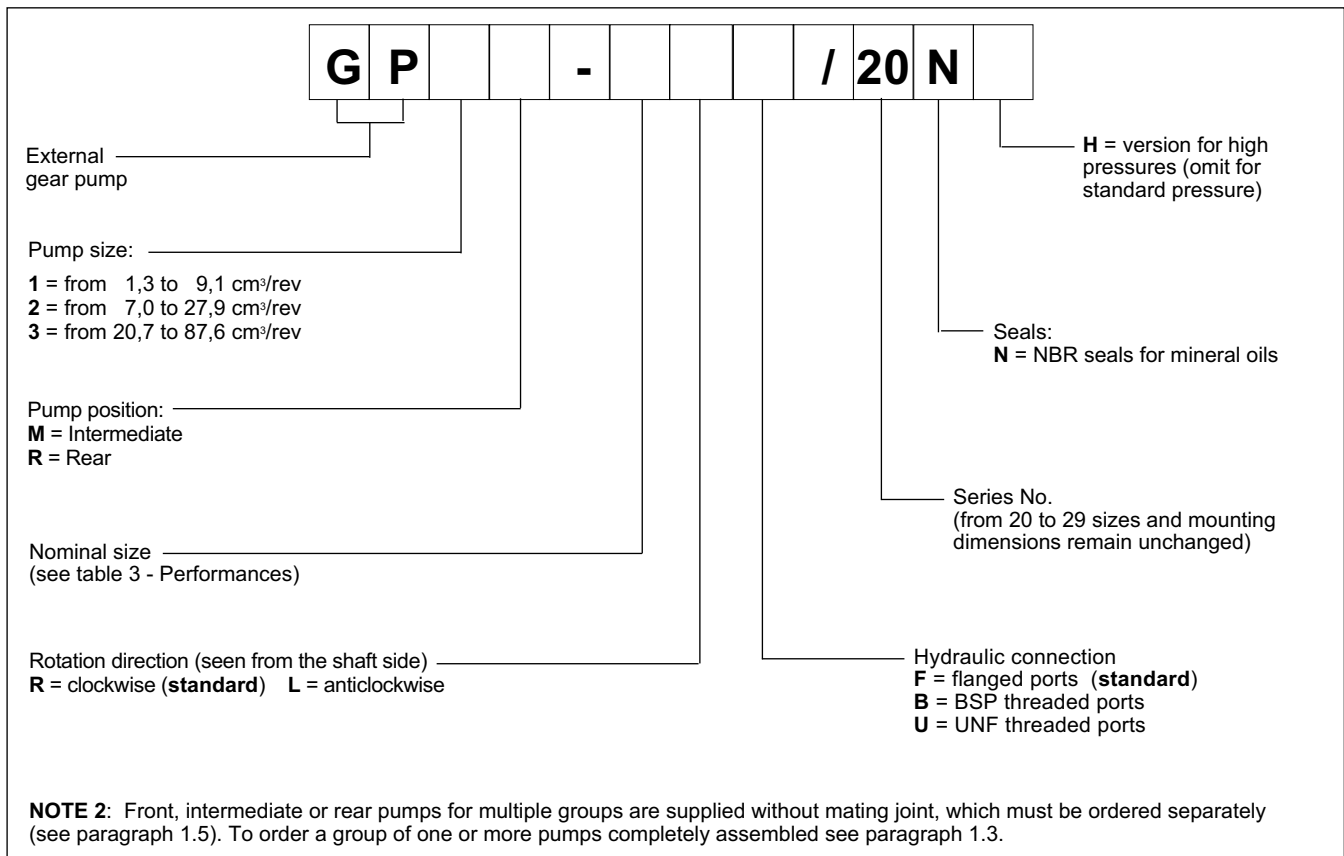 G P - / 20 N
External
gear pump
H = version for high
pressures (omit for
standard pressure)
Pump size:
1 = from 1,3 to 9,1 cm³/rev
2 = from 7,0 to 27,9 cm³/rev
3 = from 20,7 to 87,6 cm³/rev
Seals:
N = NBR seals for mineral oils
Pump position:
M = Intermediate
R = Rear
Series No.
(from 20 to 29 sizes and mounting
dimensions remain unchanged)
Nominal size
(see table 3 - Performances)
Rotation direction (seen from the shaft side)
R = clockwise (standard) L = anticlockwise
Hydraulic connection
F = flanged ports (standard)
B = BSP threaded ports
U = UNF threaded ports
NOTE 2: Front, intermediate or rear pumps for multiple groups are supplied without mating joint, which must be ordered separately
(see paragraph 1.5). To order a group of one or more pumps completely assembled see paragraph 1.3.